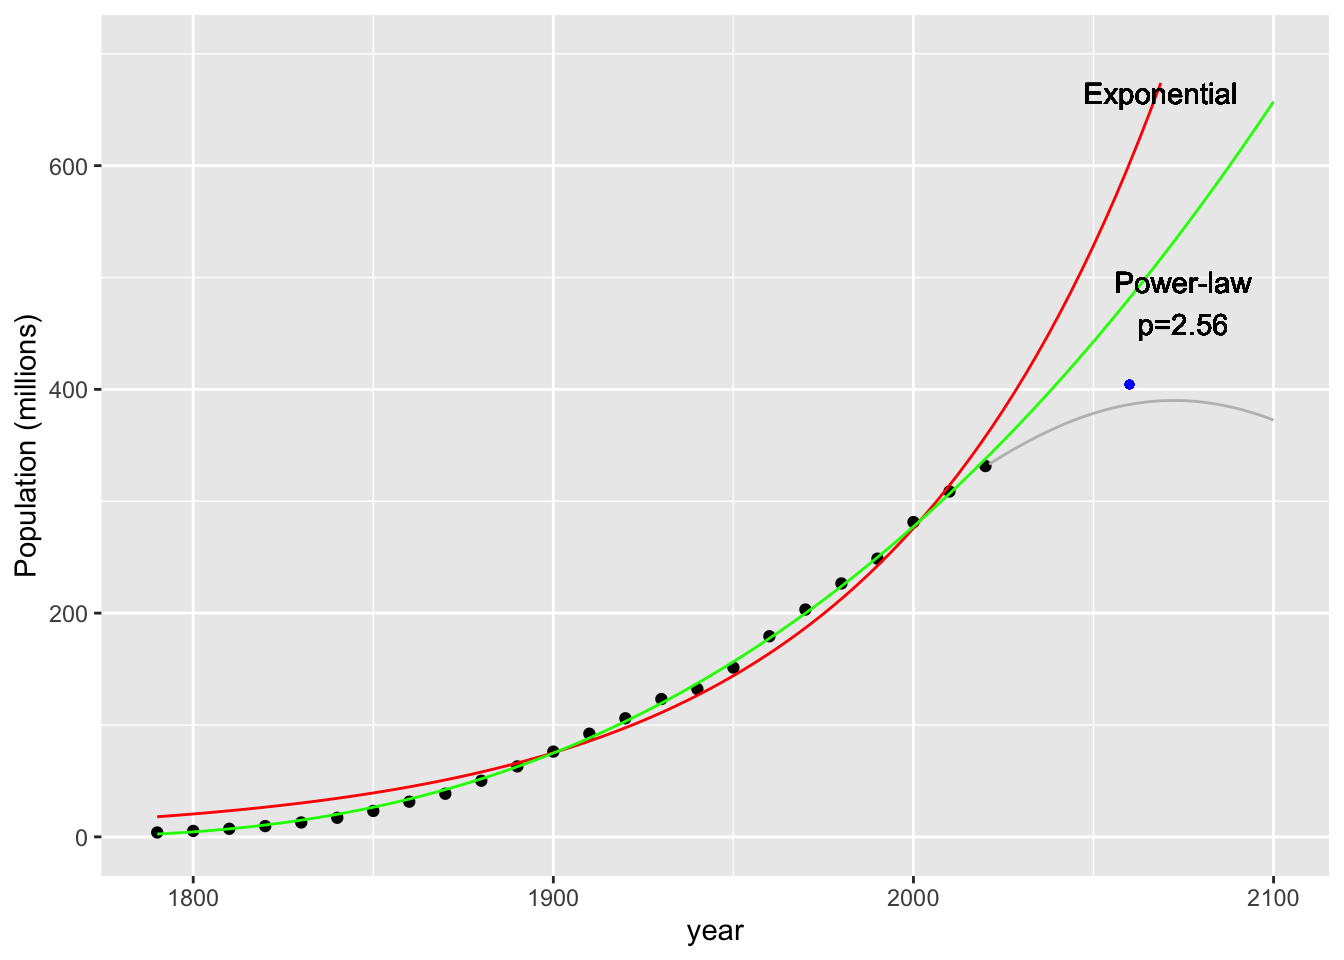 Exponential
Power-law
p=2.56
600
400
200
0
Population (millions)
1800 1900 2000 2100
year